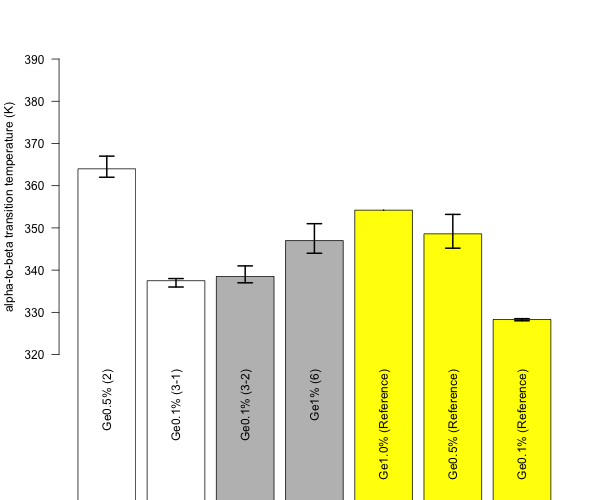 alpha-to-beta transition temperature (K)
390
380
370
360
350
340
330
320
Ge0.5% (2)
Ge0.1% (3-1)
Ge0.1% (3-2)
Ge1% (6)
Ge1.0% (Reference)
Ge0.5% (Reference)
Ge0.1% (Reference)